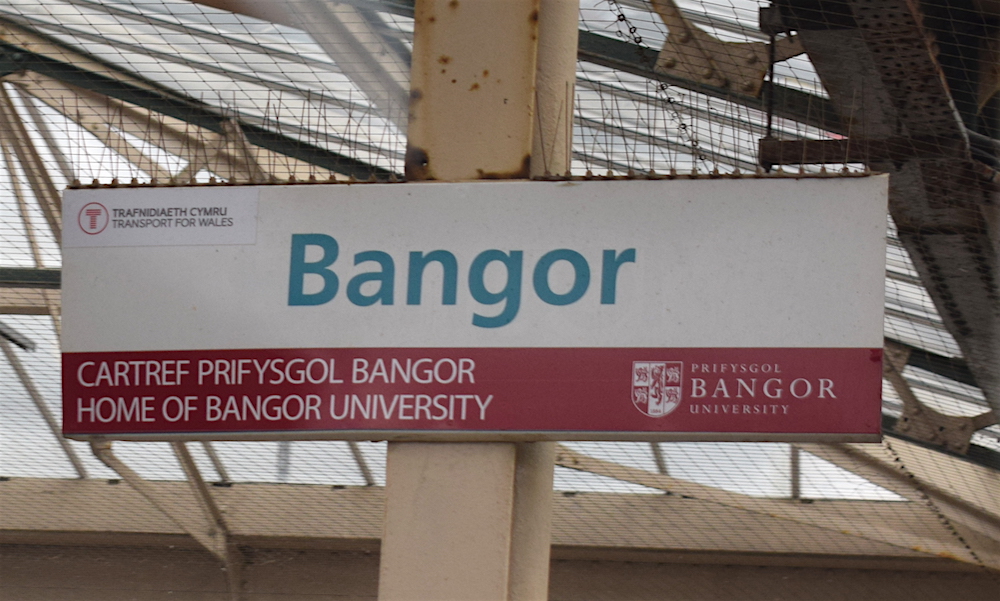 T
TRAFNIDIAETH CYMRU
TRANSPORT FOR WALES
Bangor
CARTREF PRIFYSGOL BANGOR
HOME OF BANGOR UNIVERSITY
PRIFYSGOL
BANGOR
UNIVERSITY